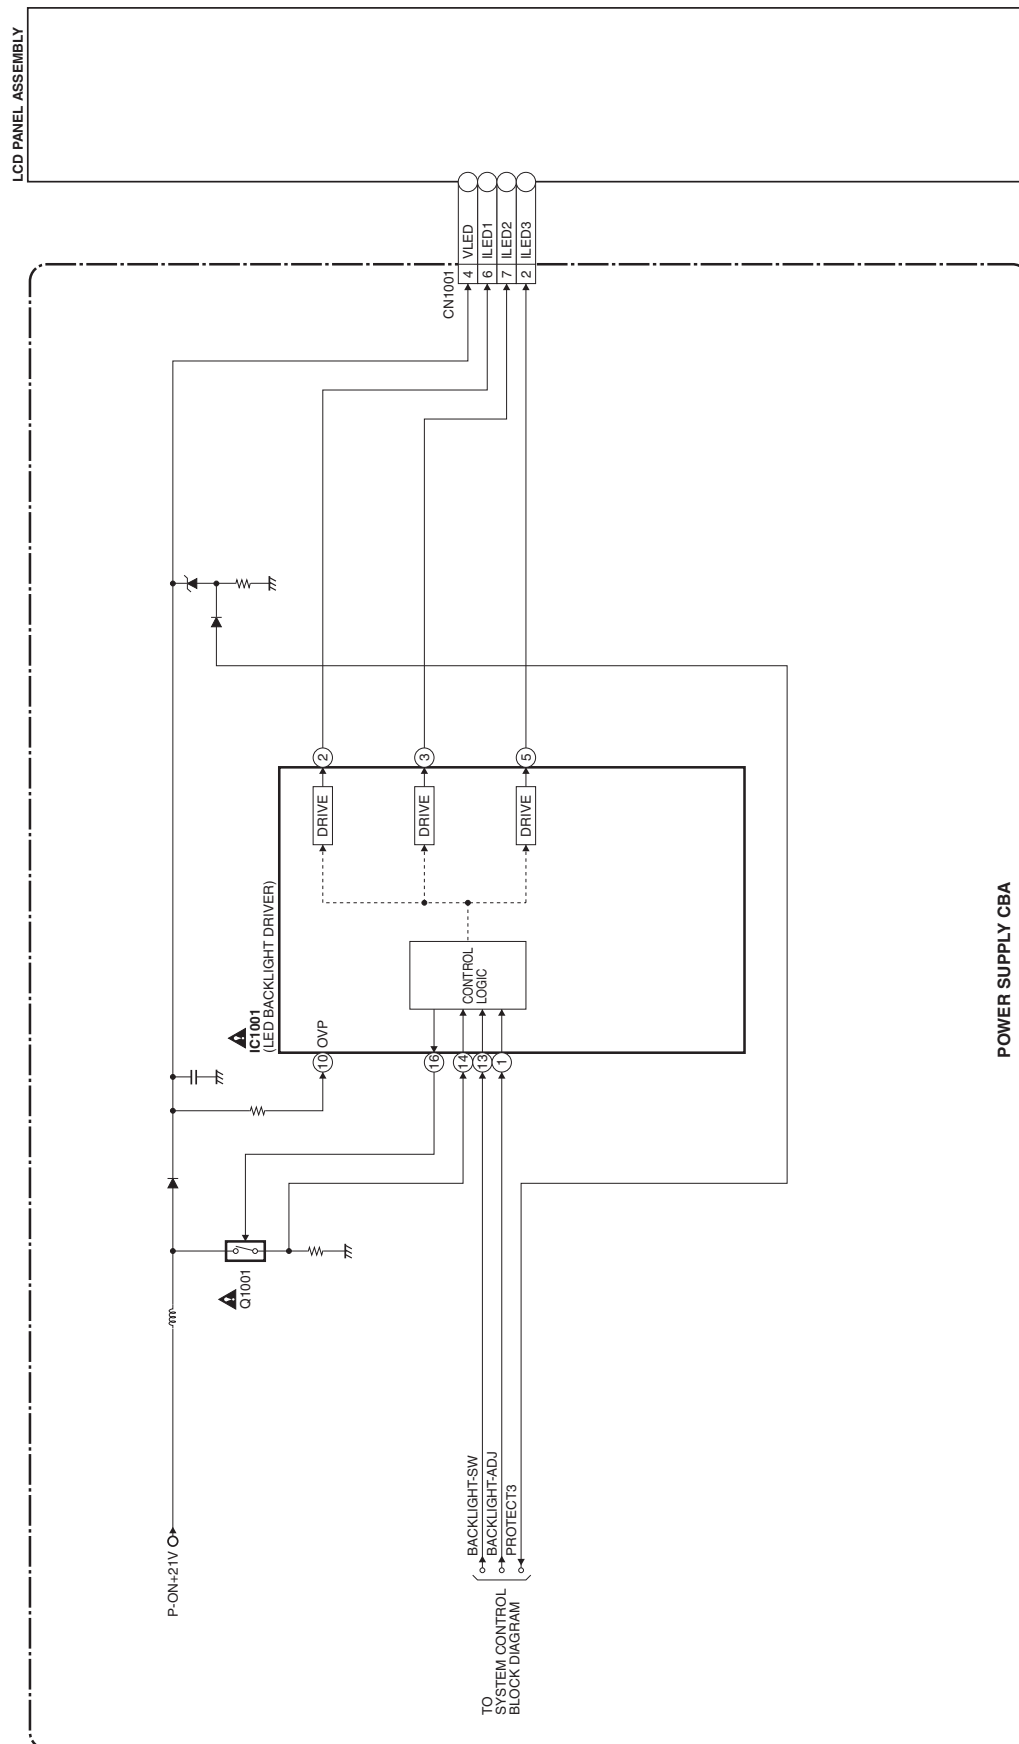 LCD PANEL ASSEMBLY
CN1001
4 VLED
6 ILED1
7 ILED2
2 ILED3
2
3
5
DRIVE
DRIVE
DRIVE
CONTROL
LOGIC
IC1001
(LED BACKLIGHT DRIVER)
10 OVP
16
14
13
1
Q1001
P-ON+21V
BACKLIGHT-SW
BACKLIGHT-ADJ
PROTECT3
TO
SYSTEM CONTROL
BLOCK DIAGRAM
POWER SUPPLY CBA